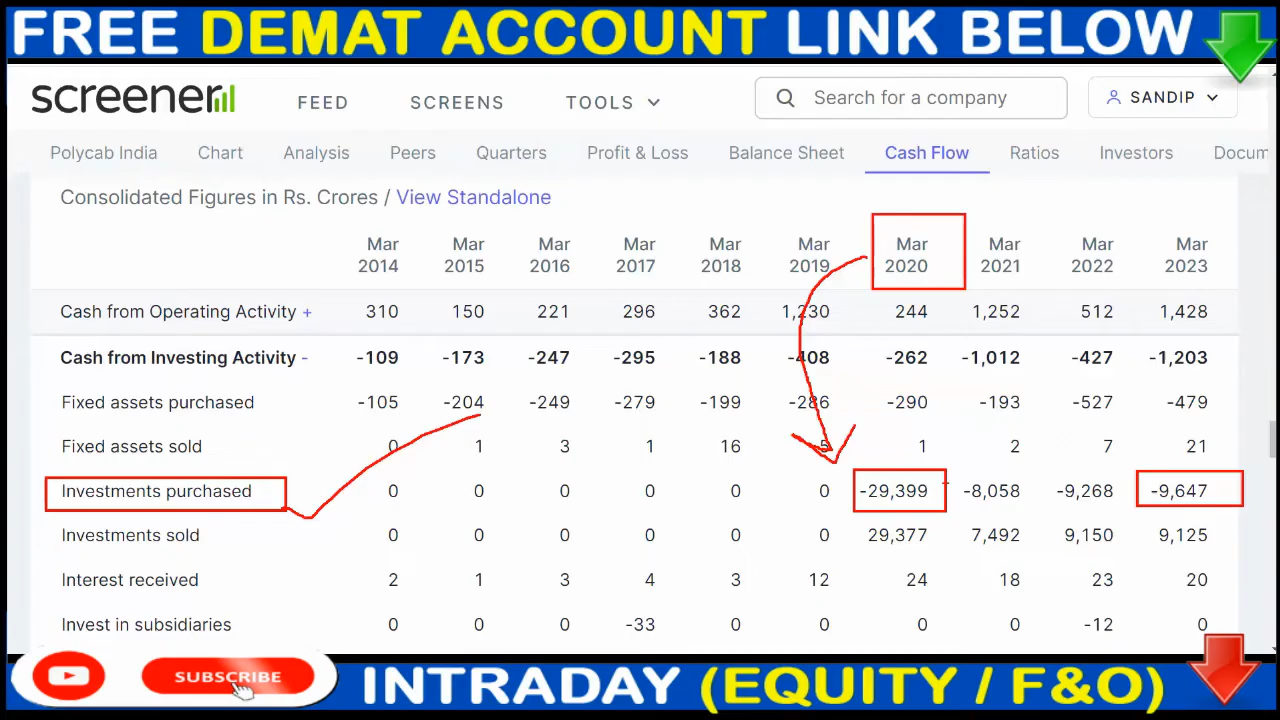 FREE DEMAT ACCOUNT LINK BELOW
screener FEED SCREENS TOOLS Search for a company SANDIP
Polycab India Chart Analysis Peers Quarters Profit & Loss Balance Sheet Cash Flow Ratios Investors Docum
Consolidated Figures in Rs. Crores / View Standalone
Mar Mar Mar Mar Mar Mar Mar Mar Mar Mar
2014 2015 2016 2017 2018 2019 2020 2021 2022 2023
Cash from Operating Activity + 310 150 221 296 362 1,230 244 1,252 512 1,428
Cash from Investing Activity - -109 -173 -247 -295 -188 -408 -262 -1,012 -427 -1,203
Fixed assets purchased -105 -204 -249 -279 -199 -286 -290 -193 -527 -479
Fixed assets sold 0 1 3 1 16 5 1 2 7 21
Investments purchased 0 0 0 0 0 0 -29,399 -8,058 -9,268 -9,647
Investments sold 0 0 0 0 0 0 29,377 7,492 9,150 9,125
Interest received 2 1 3 4 3 12 24 18 23 20
Invest in subsidiaries 0 0 0 -33 0 0 0 0 -12 0
SUBSCRIBE INTRADAY (EQUITY / F&O)